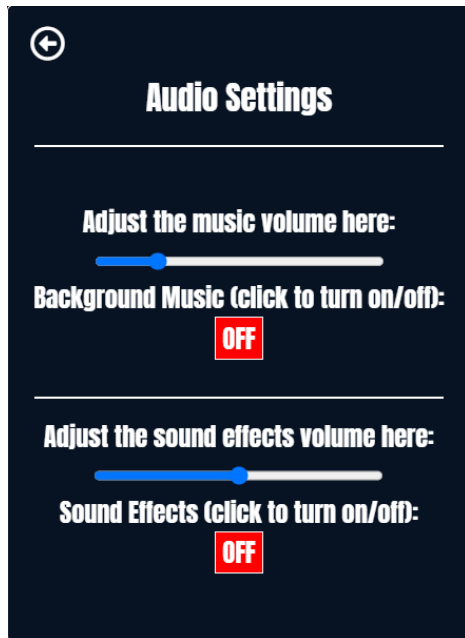 Audio Settings
Adjust the music volume here:
Background Music (click to turn on/off):
OFF
Adjust the sound effects volume here:
Sound Effects (click to turn on/off):
OFF